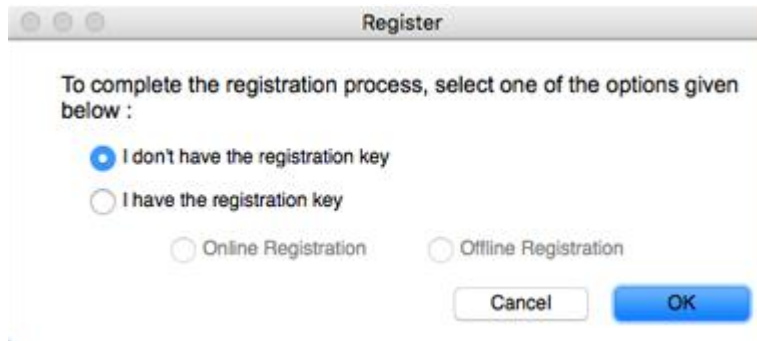 Register
To complete the registration process, select one of the options given
below :
I don't have the registration key
I have the registration key
Online Registration Offline Registration
Cancel OK